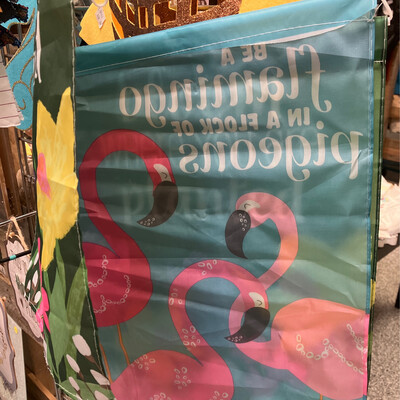 BE A
flamingo
IN A FLOCK OF
pigeons